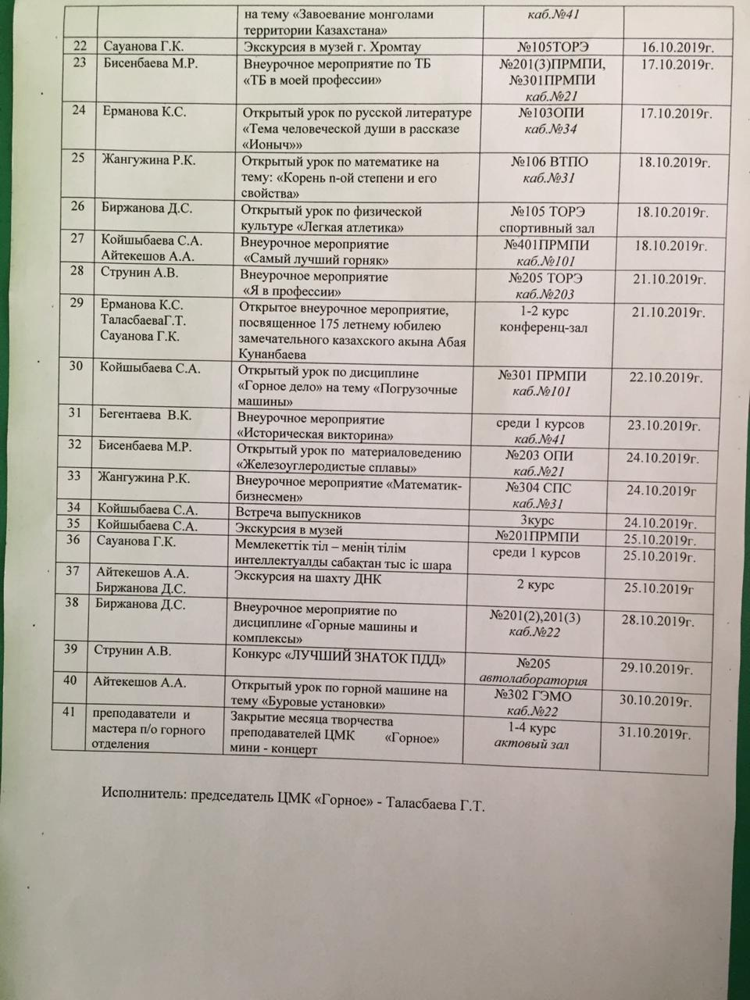 на тему «Завоевание монголами
территории Казахстана»
каб.№41
22 Сауанова Г.К. Экскурсия в музей г. Хромтау №105ТОРЭ 16.10.2019г.
23 Бисенбаева М.Р. Внеурочное мероприятие по ТБ №201(3)ПРМПИ, 17.10.2019г.
«ТБ в моей профессии» №301ПРМПИ
каб.№21
24 Ерманова К.С. Открытый урок по русской литературе №103ОПИ 17.10.2019г.
«Тема человеческой души в рассказе каб.№34
«Ионыч»»
25 Жангужина Р.К. Открытый урок по математике на №106 ВТПО 18.10.2019г.
тему: «Корень n-ой степени и его каб.№31
свойства»
26 Биржанова Д.С. Открытый урок по физической №105 ТОРЭ 18.10.2019г.
культуре «Легкая атлетика» спортивный зал
27 Койшыбаева С.А. Внеурочное мероприятие №401ПРМПИ 18.10.2019г.
Айтекешов А.А. «Самый лучший горняк» каб.№101
28 Струнин А.В. Внеурочное мероприятие №205 ТОРЭ 21.10.2019г.
«Я в профессии» каб.№203
29 Ерманова К.С. Открытое внеурочное мероприятие, 1-2 курс 21.10.2019г.
ТаласбаеваГ.Т. посвященное 175 летнему юбилею конференц-зал
Сауанова Г.К. замечательного казахского акына Абая
Кунанбаева
30 Койшыбаева С.А. Открытый урок по дисциплине №301 ПРМПИ 22.10.2019г.
«Горное дело» на тему «Погрузочные каб.№101
машины»
31 Бегентаева В.К. Внеурочное мероприятие среди 1 курсов 23.10.2019г.
«Историческая викторина» каб.№41
32 Бисенбаева М.Р. Открытый урок по материаловедению №203 ОПИ 24.10.2019г.
«Железоуглеродистые сплавы» каб.№21
33 Жангужина Р.К. Внеурочное мероприятие «Математик- №304 СПС 24.10.2019г
бизнесмен» каб.№31
34 Койшыбаева С.А. Встреча выпускников 3курс 24.10.2019г.
35 Койшыбаева С.А. Экскурсия в музей №201ПРМПИ 25.10.2019г.
36 Сауанова Г.К. Мемлекеттік тіл – менің тілім среди 1 курсов 25.10.2019г.
интеллектуалды сабақтан тыс іс шара
37 Айтекешов А.А. Экскурсия на шахту ДНК 2 курс 25.10.2019г
Биржанова Д.С.
38 Биржанова Д.С. Внеурочное мероприятие по №201(2),201(3) 28.10.2019г.
дисциплине «Горные машины и каб.№22
комплексы»
39 Струнин А.В. Конкурс «ЛУЧШИЙ ЗНАТОК ПДД» №205 29.10.2019г.
автолаборатория
40 Айтекешов А.А. Открытый урок по горной машине на №302 ГЭМО 30.10.2019г.
тему «Буровые установки» каб.№22
41 преподаватели и Закрытие месяца творчества 1-4 курс 31.10.2019г.
мастера п/о горного преподавателей ЦМК «Горное» актовый зал
отделения мини - концерт
Исполнитель: председатель ЦМК «Горное» - Таласбаева Г.Т.